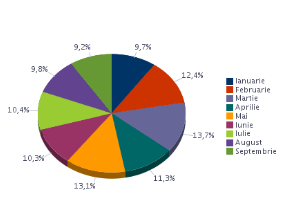 9,2%
9,7%
9,8%
12,4%
10,4%
13,7%
10,3%
13,1%
11,3%
Ianuarie
Februarie
Martie
Aprilie
Mai
Iunie
Iulie
August
Septembrie